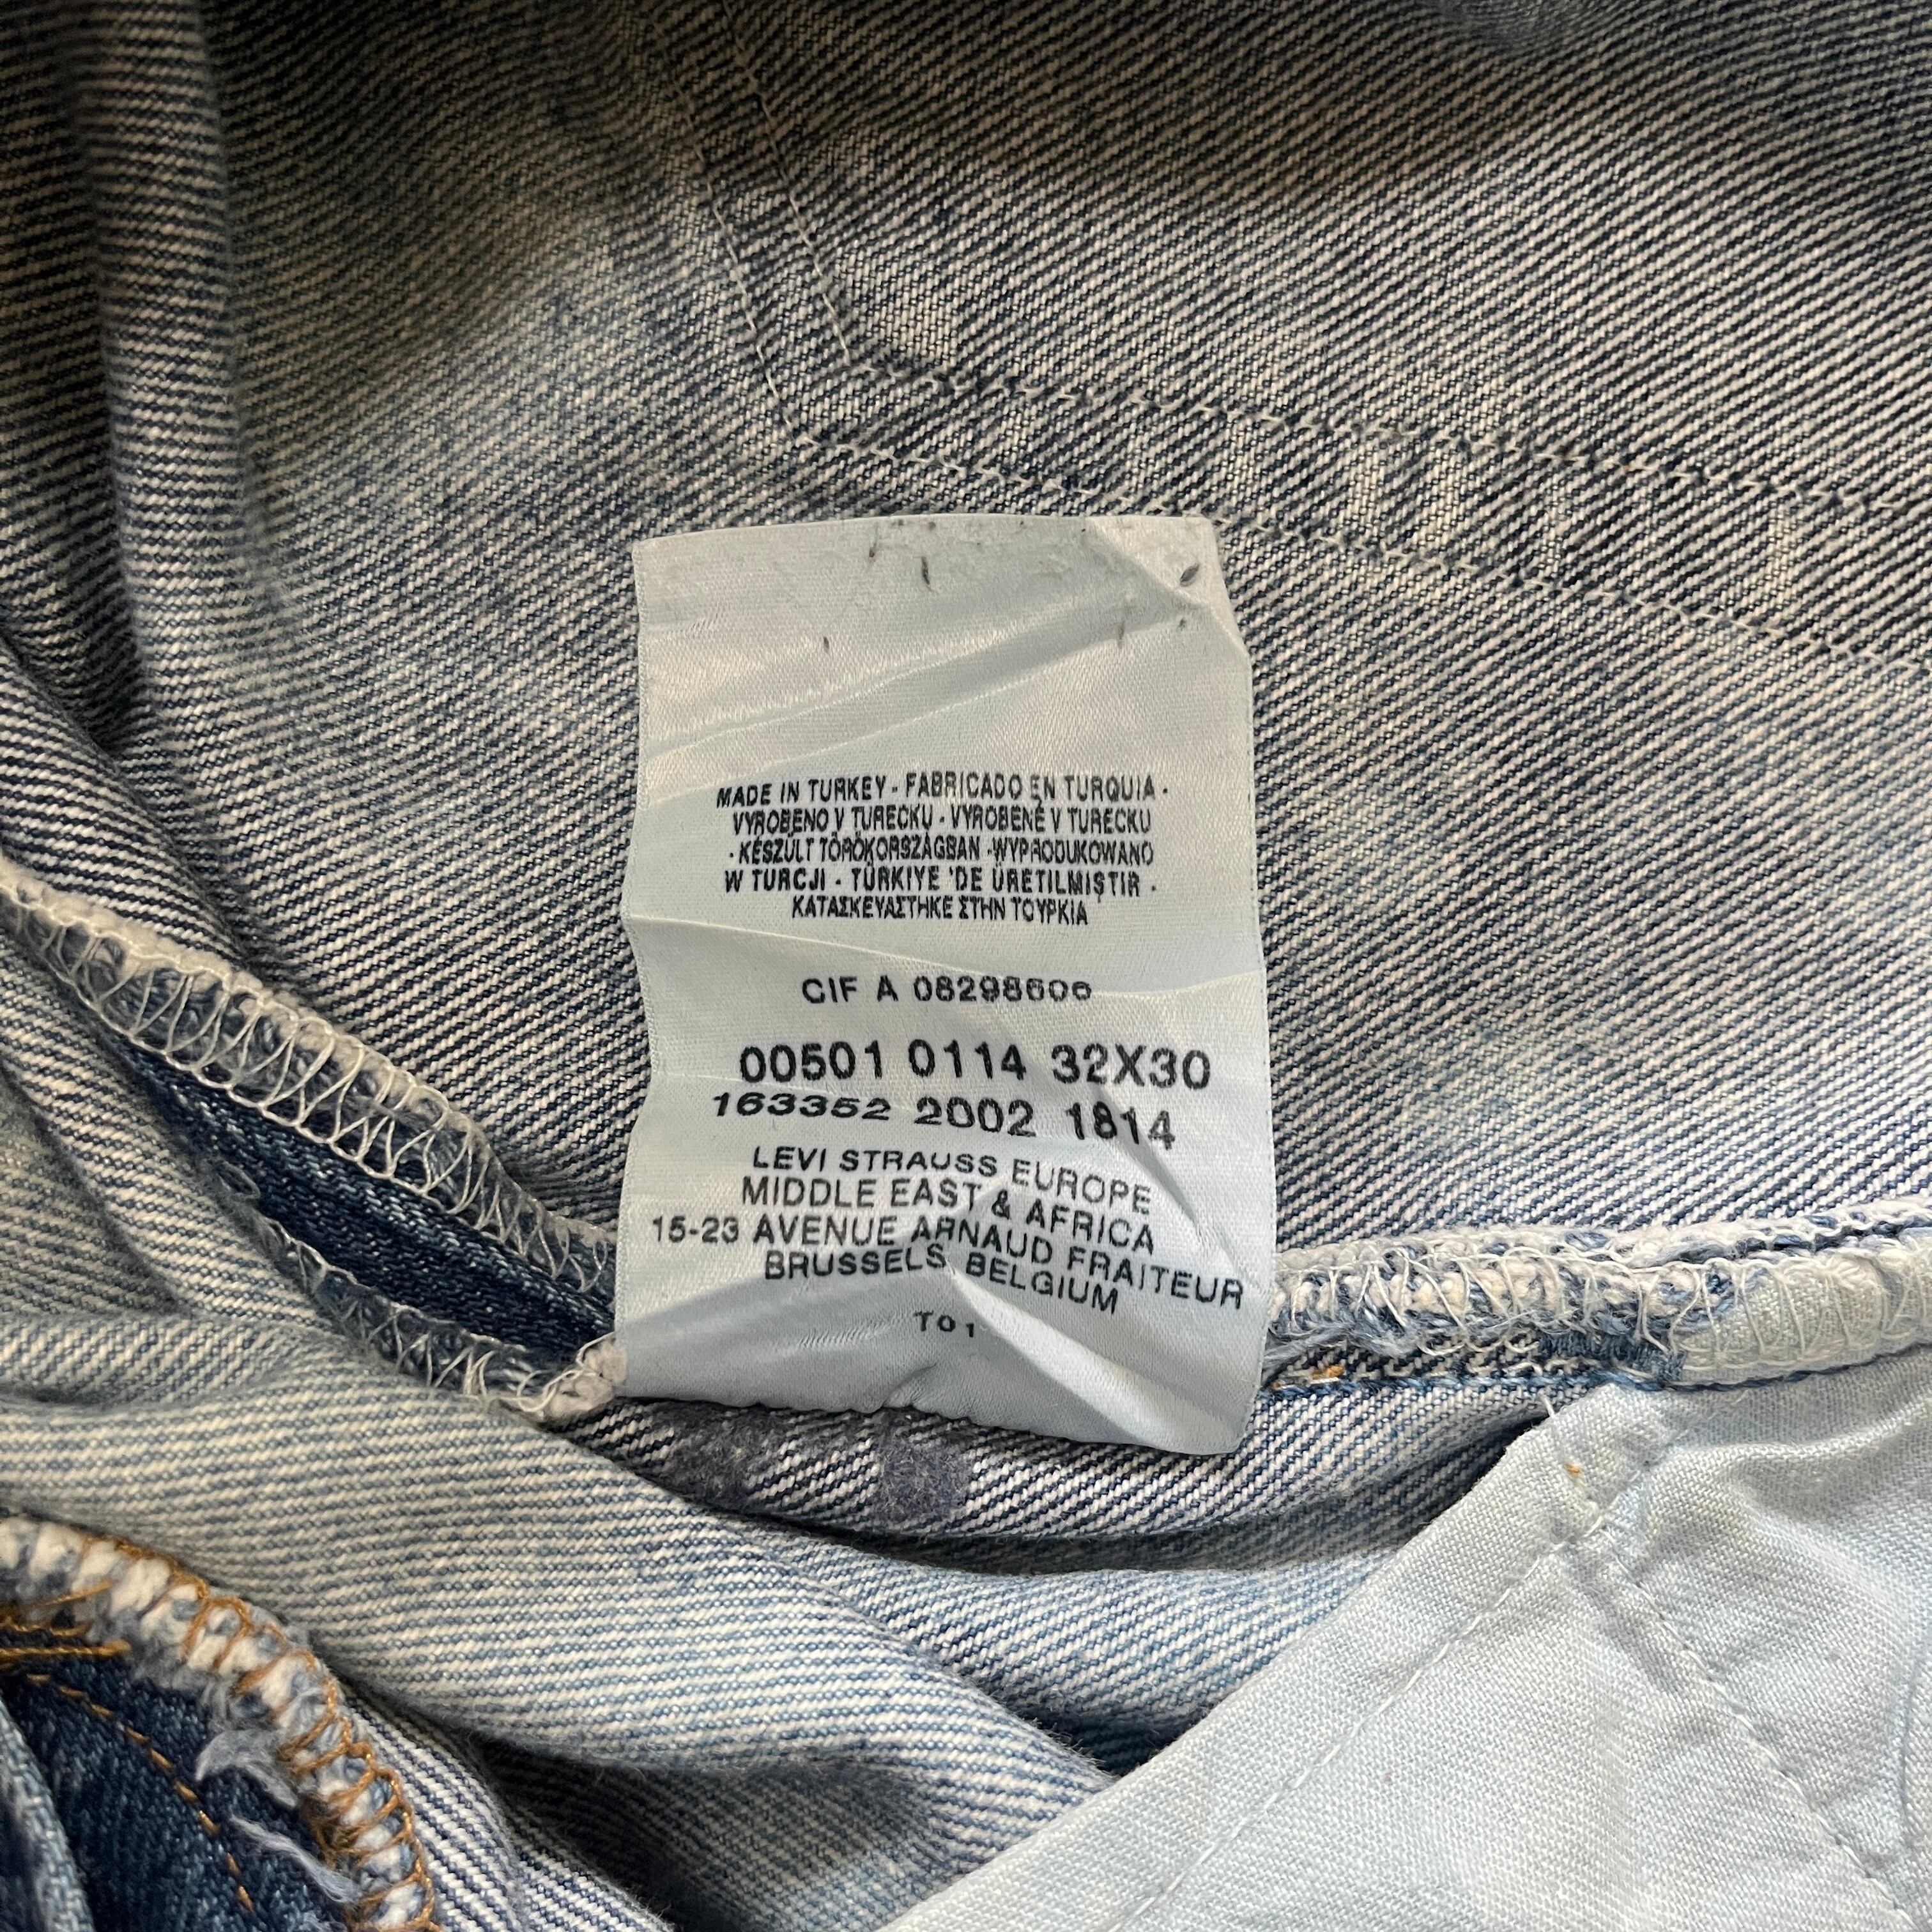 MADE IN TURKEY - FABRICADO EN TURQUIA -
VYROBENO V TURECKU - VYROBENÉ V TURECKU
- KÉSZÜLT TÖRÖKORSZÁGBAN -WYPRODUKOWANO
W TURCJI - TÜRKIYE 'DE ÜRETILMIŞTIR -
ΚΑΤΑΣΚΕΥΑΣΤΗΚΕ ΣΤΗΝ ΤΟΥΡΚΙΑ
CIF A 08298606
00501 0114 32X30
163352 2002 1814
LEVI STRAUSS EUROPE
MIDDLE EAST & AFRICA
15-23 AVENUE ARNAUD FRAITEUR
BRUSSELS, BELGIUM
T01